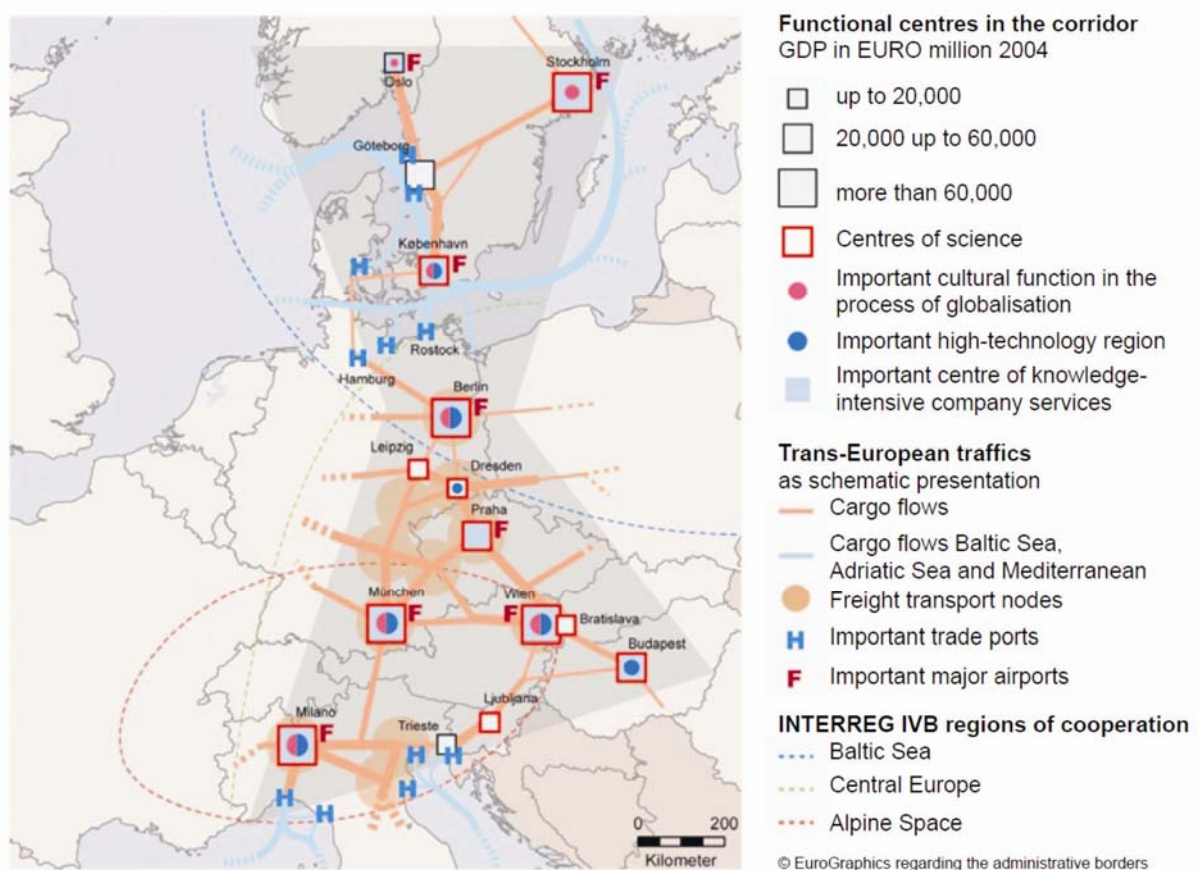 Oslo
F
Stockholm
F
Göteborg
H
H
København
H
F
H
H
H
Rostock
Hamburg
Berlin
F
Leipzig
Dresden
Praha
F
München
F
Wien
F
Bratislava
Budapest
Ljubljana
Milano
F
Trieste
H
H
H
H
H
0 200
Kilometer
Functional centres in the corridor
GDP in EURO million 2004
up to 20,000
20,000 up to 60,000
more than 60,000
Centres of science
Important cultural function in the
process of globalisation
Important high-technology region
Important centre of knowledge-
intensive company services
Trans-European traffics
as schematic presentation
Cargo flows
Cargo flows Baltic Sea,
Adriatic Sea and Mediterranean
Freight transport nodes
H Important trade ports
F Important major airports
INTERREG IVB regions of cooperation
Baltic Sea
Central Europe
Alpine Space
© EuroGraphics regarding the administrative borders